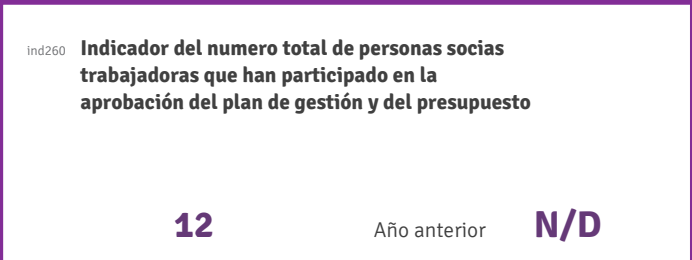 ind260 Indicador del numero total de personas socias
trabajadoras que han participado en la
aprobación del plan de gestión y del presupuesto
12 Año anterior N/D